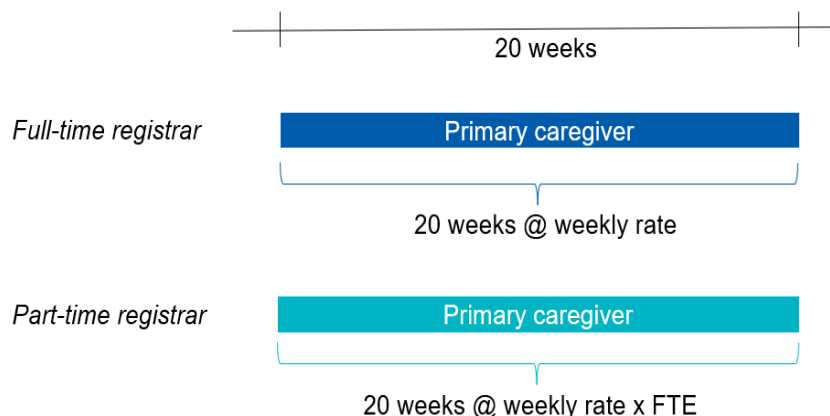 20 weeks
Full-time registrar
Primary caregiver
20 weeks @ weekly rate
Part-time registrar
Primary caregiver
20 weeks @ weekly rate x FTE